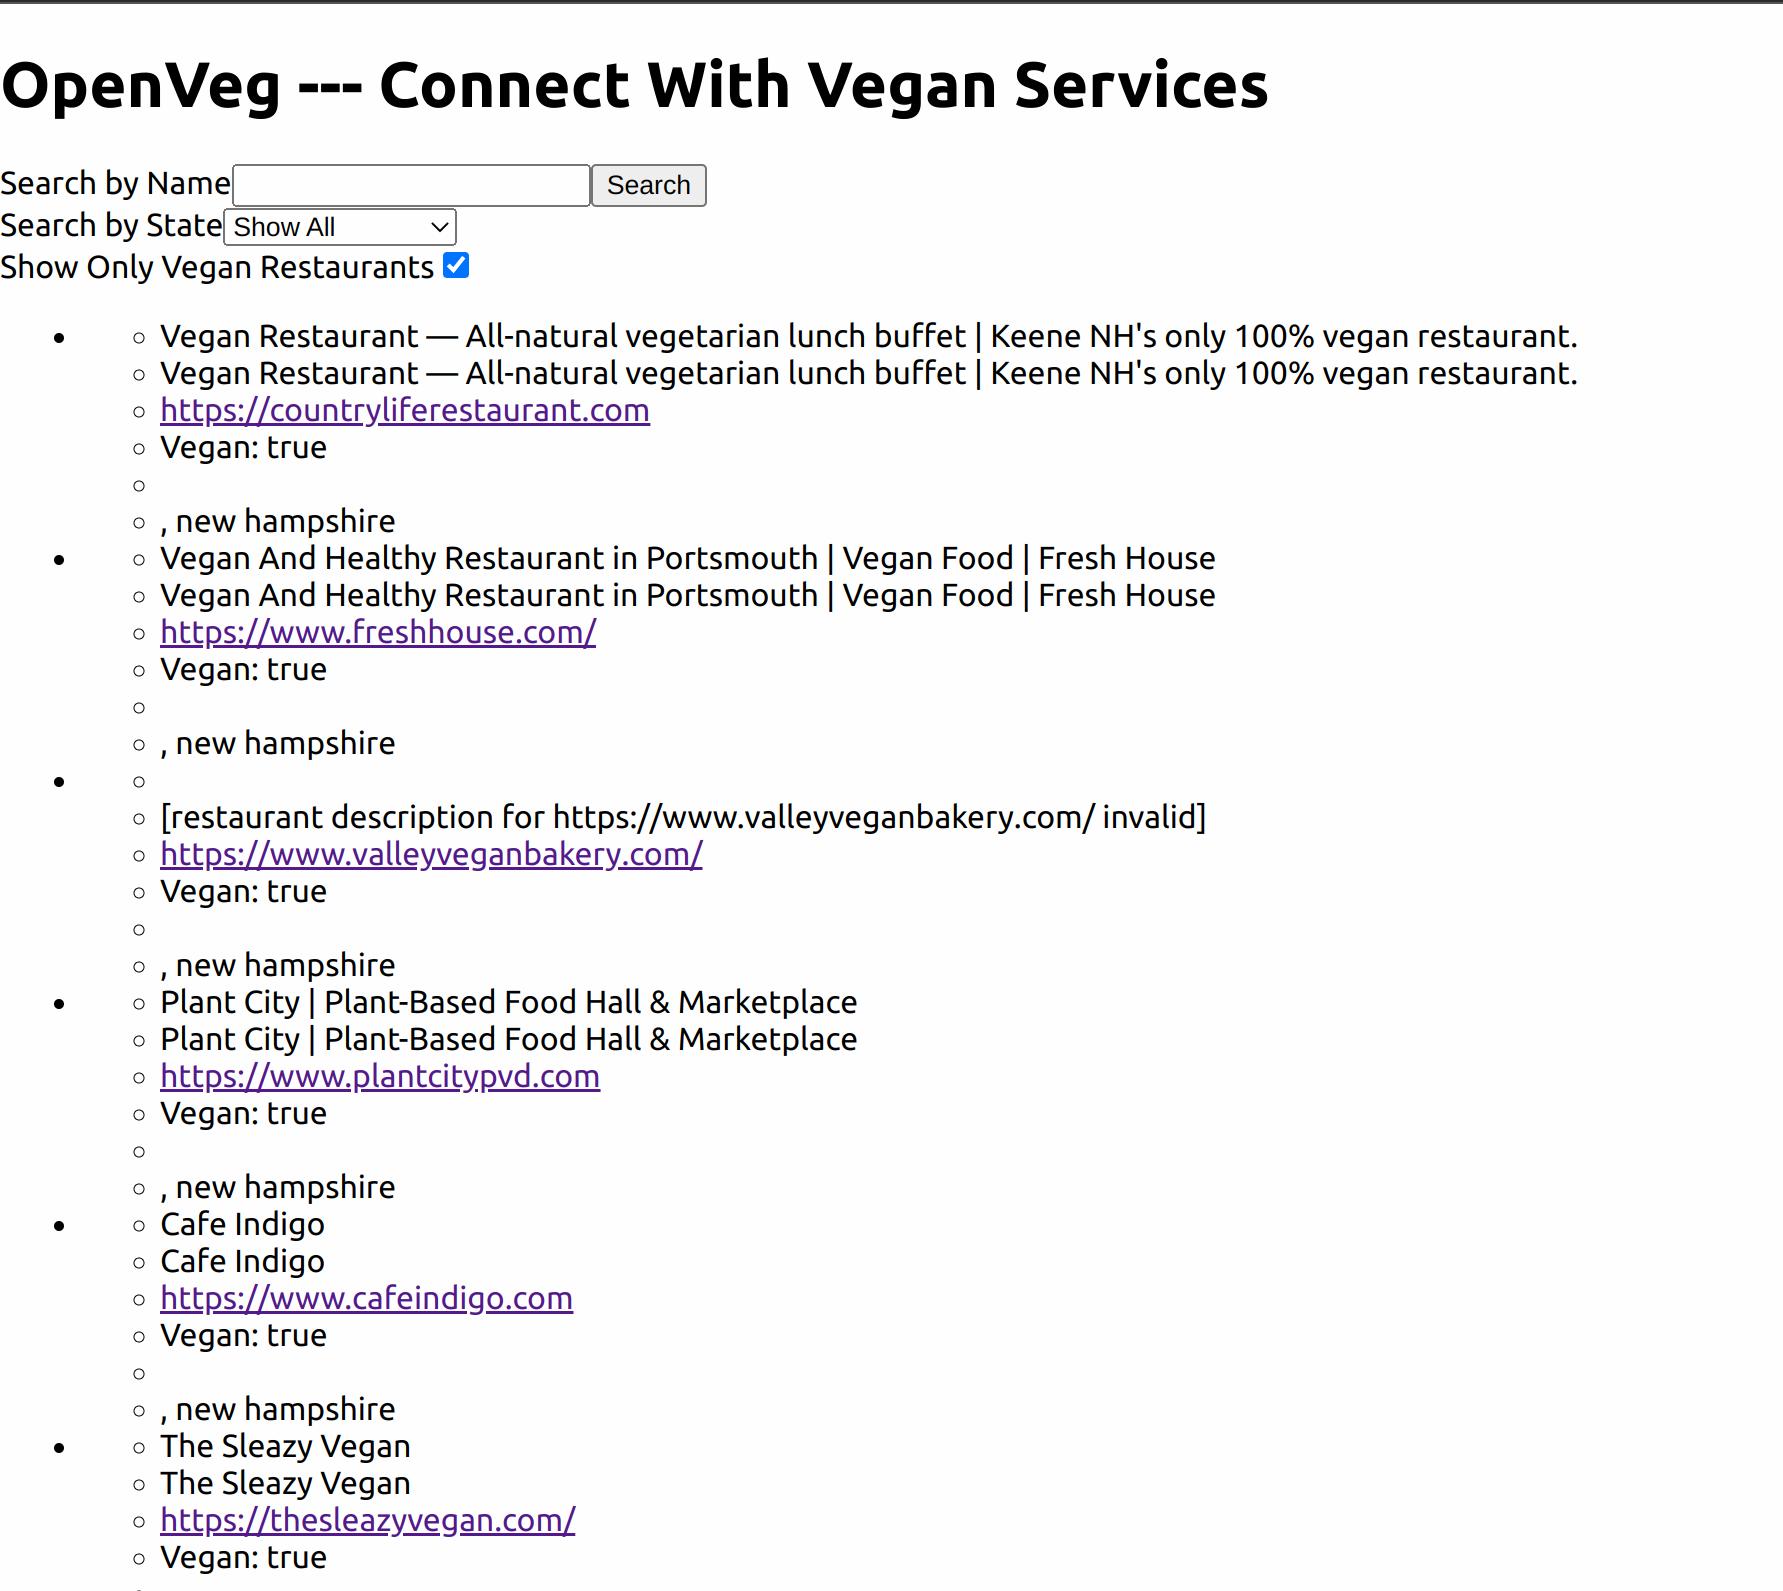 OpenVeg --- Connect With Vegan Services
Search by Name Search
Search by State Show All
Show Only Vegan Restaurants
Vegan Restaurant — All-natural vegetarian lunch buffet | Keene NH's only 100% vegan restaurant.
Vegan Restaurant — All-natural vegetarian lunch buffet | Keene NH's only 100% vegan restaurant.
https://countryliferestaurant.com
Vegan: true
, new hampshire
Vegan And Healthy Restaurant in Portsmouth | Vegan Food | Fresh House
Vegan And Healthy Restaurant in Portsmouth | Vegan Food | Fresh House
https://www.freshhouse.com/
Vegan: true
, new hampshire
[restaurant description for https://www.valleyveganbakery.com/ invalid]
https://www.valleyveganbakery.com/
Vegan: true
, new hampshire
Plant City | Plant-Based Food Hall & Marketplace
Plant City | Plant-Based Food Hall & Marketplace
https://www.plantcitypvd.com
Vegan: true
, new hampshire
Cafe Indigo
Cafe Indigo
https://www.cafeindigo.com
Vegan: true
, new hampshire
The Sleazy Vegan
The Sleazy Vegan
https://thesleazyvegan.com/
Vegan: true